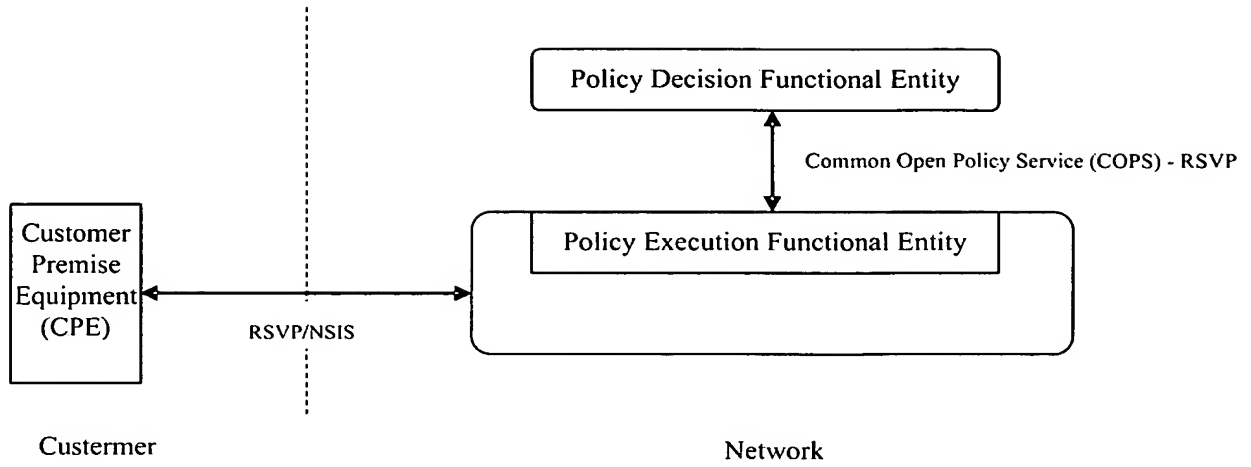 Policy Decision Functional Entity
Common Open Policy Service (COPS) - RSVP
Customer
Premise
Equipment
(CPE)
Policy Execution Functional Entity
RSVP/NSIS
Custermer
Network